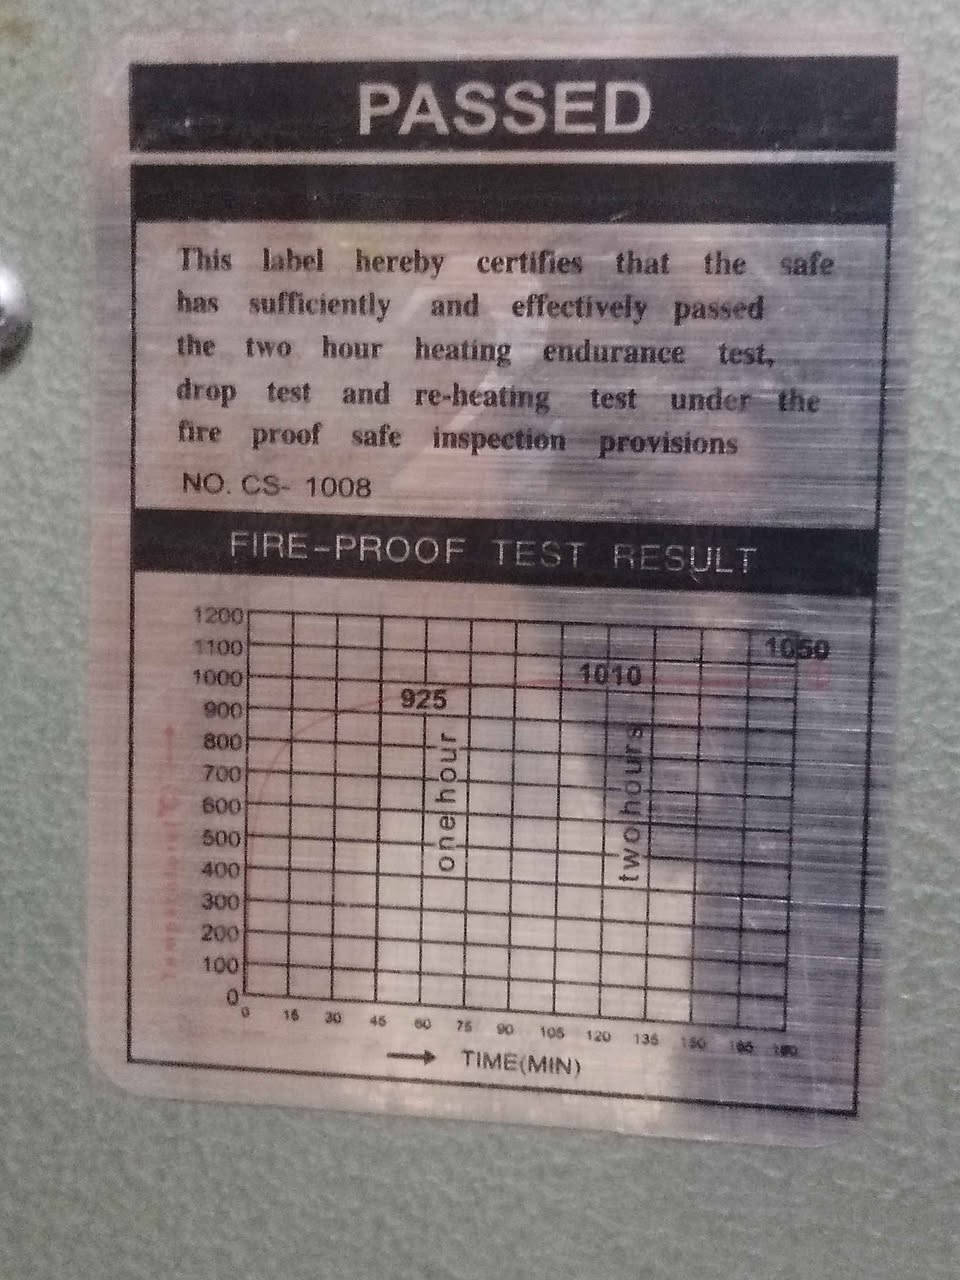 PASSED
This label hereby certifies that the safe
has sufficiently and effectively passed
the two hour heating endurance test,
drop test and re-heating test under the
fire proof safe inspection provisions
NO. CS- 1008
FIRE-PROOF TEST RESULT
1200
1100
1000
900
800
700
600
500
400
300
200
100
0
925
1010
1050
one hour
two hours
0 15 30 45 60 75 90 105 120 135 150 165 180
TIME(MIN)